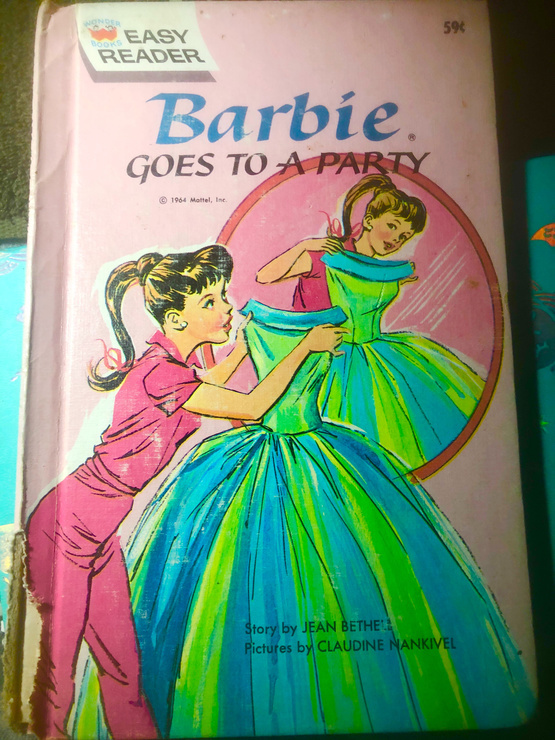 WONDER
BOOKS
EASY
READER
59¢
Barbie®
GOES TO A PARTY
© 1964 Mattel, Inc.
Story by JEAN BETHELL
Pictures by CLAUDINE NANKIVEL